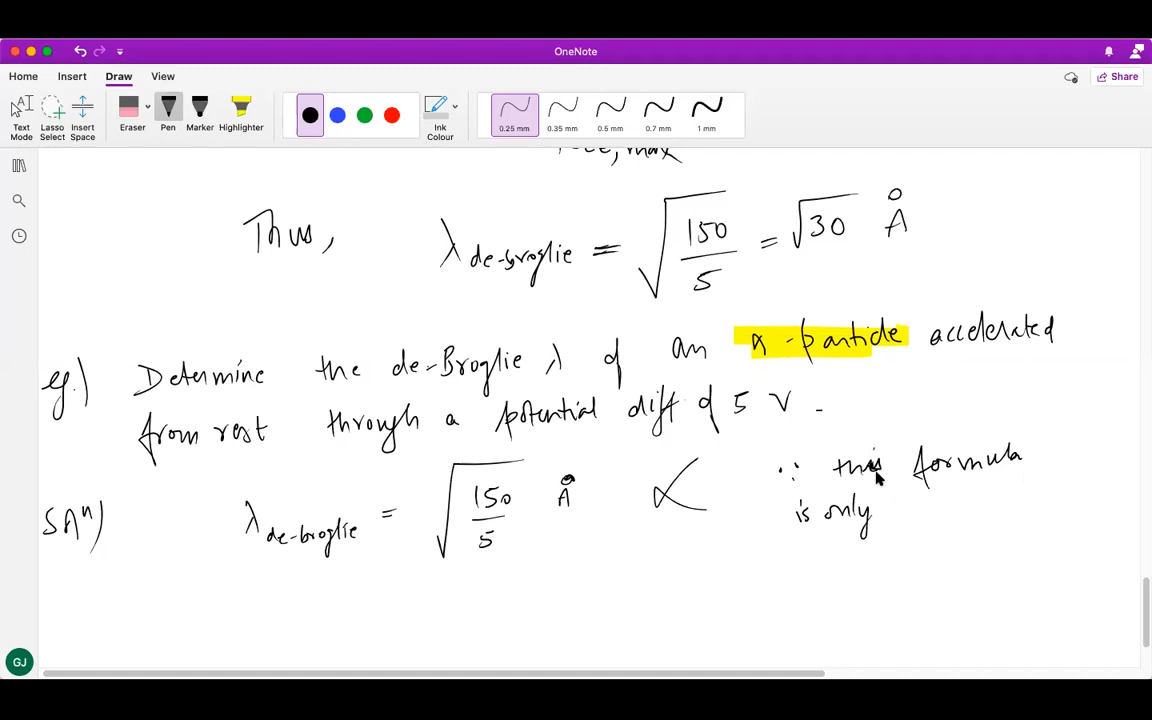 OneNote
Home Insert Draw View
Share
Text Mode
Lasso Select
Insert Space
Eraser
Pen
Marker
Highlighter
Ink Colour
0.25 mm
0.35 mm
0.5 mm
0.7 mm
1 mm
max
Thus, λ de-broglie = √150/5 = √30 Å
eg.) Determine the de-Broglie λ of an α-particle accelerated
from rest through a potential diff of 5 V.
Solⁿ) λ de-broglie = √150/5 Å ∵ this formula
is only
GJ